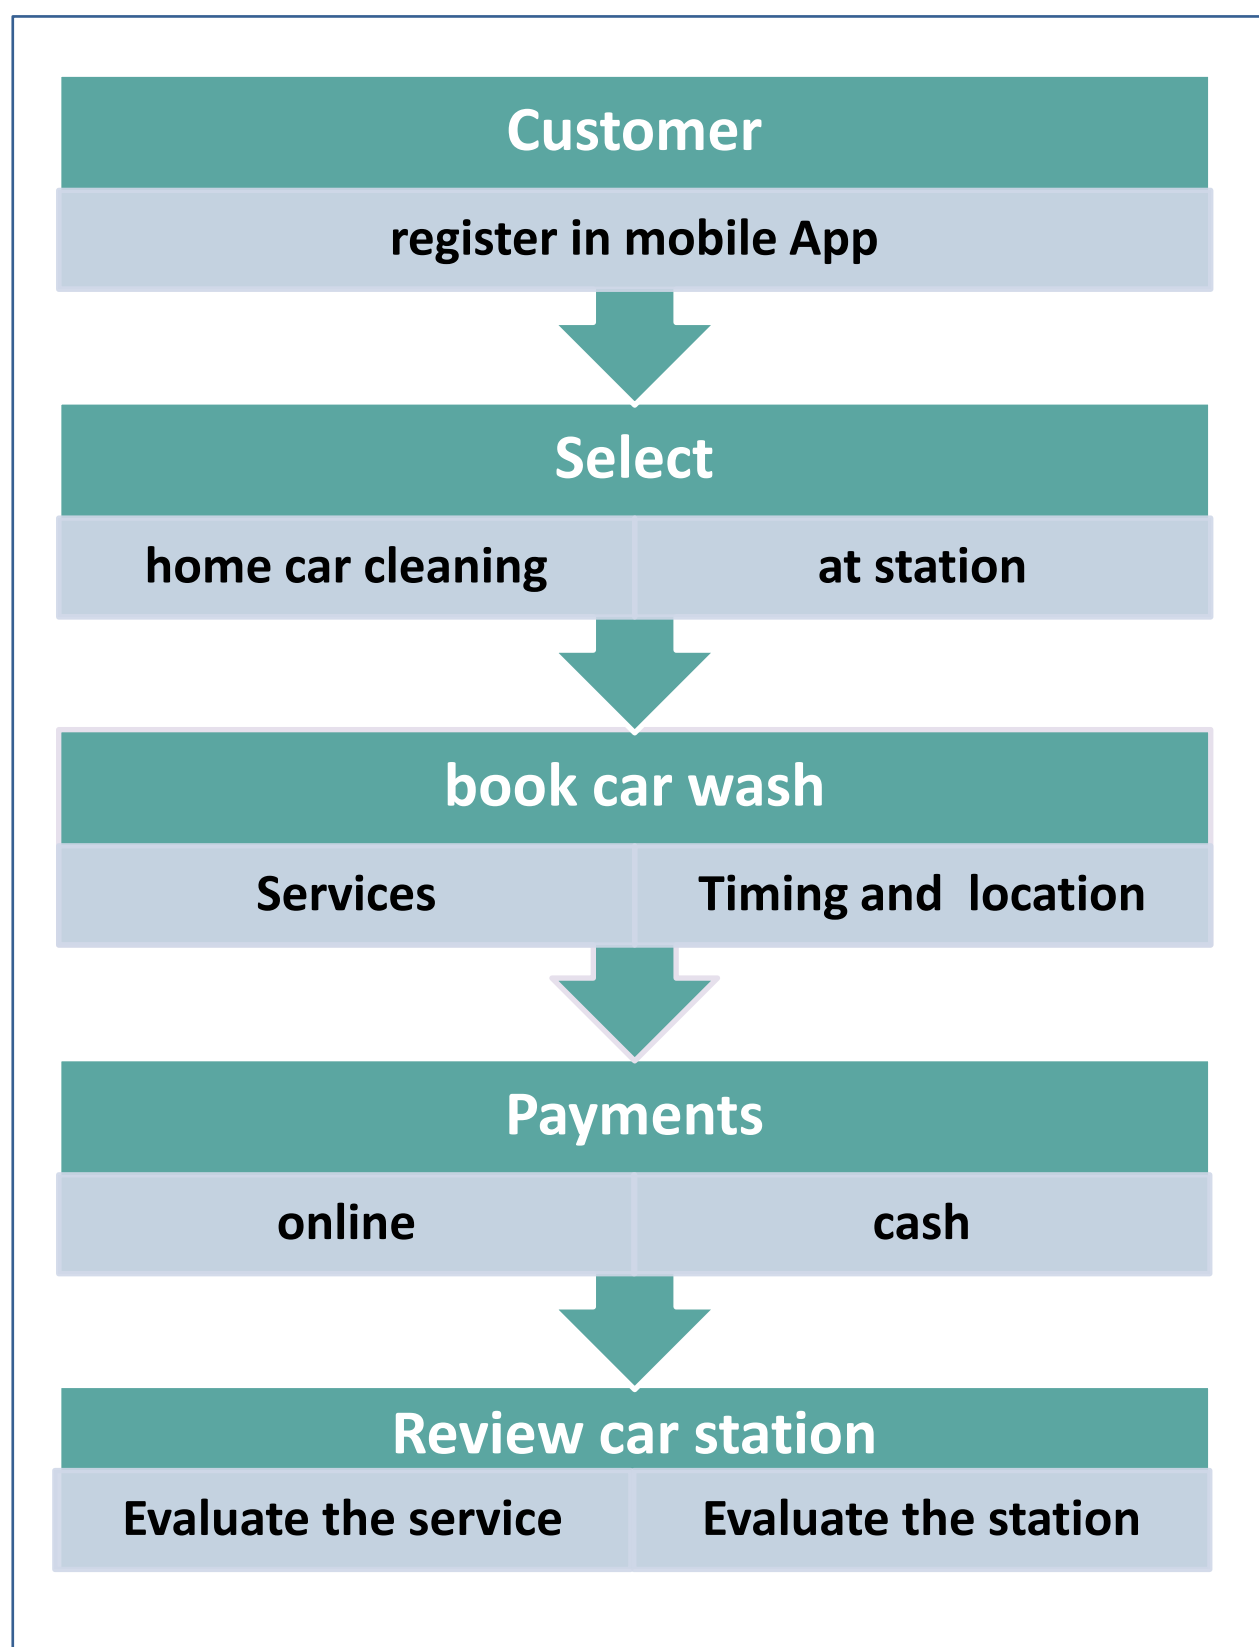 Customer
register in mobile App
Select
home car cleaning
at station
book car wash
Services
Timing and  location
Payments
online
cash
Review car station
Evaluate the service
Evaluate the station